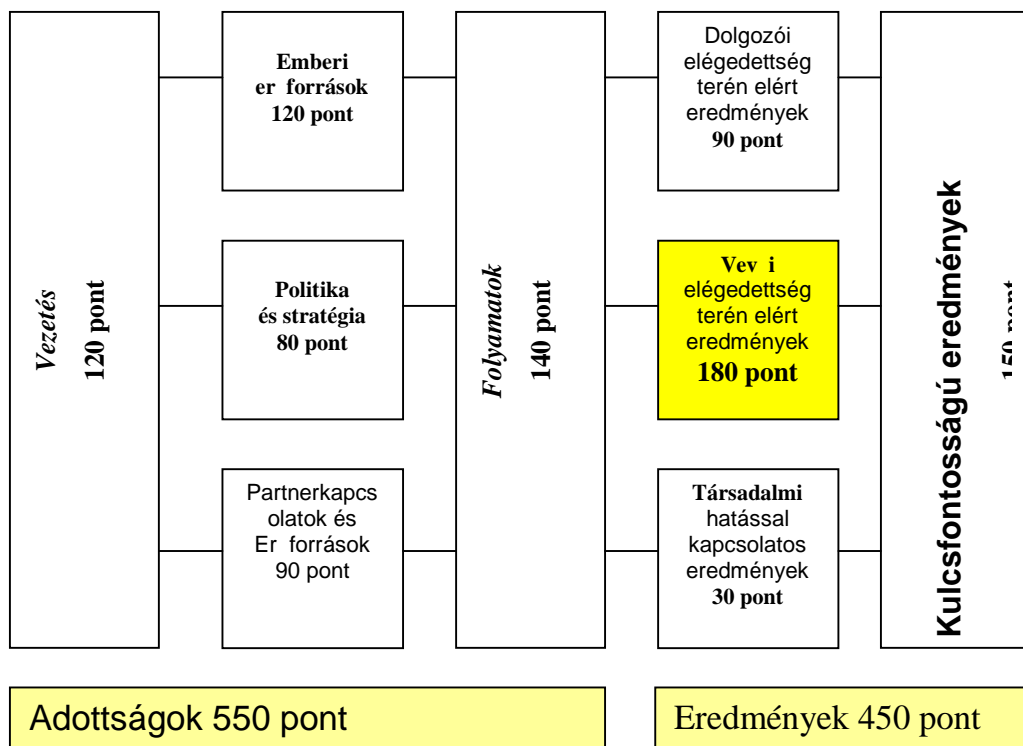 Vezetés
120 pont
Emberi
er források
120 pont
Politika
és stratégia
80 pont
Partnerkapcs
olatok és
Er források
90 pont
Folyamatok
140 pont
Dolgozói
elégedettség
terén elért
eredmények
90 pont
Vev i
elégedettség
terén elért
eredmények
180 pont
Társadalmi
hatással
kapcsolatos
eredmények
30 pont
Kulcsfontosságú eredmények
Adottságok 550 pont
Eredmények 450 pont